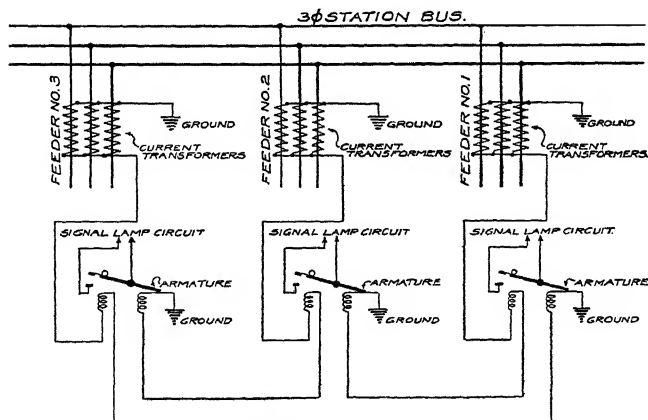 3φ STATION BUS.
FEEDER NO.3
GROUND
CURRENT
TRANSFORMERS
FEEDER NO.2
GROUND
CURRENT
TRANSFORMERS
FEEDER NO.1
GROUND
CURRENT
TRANSFORMERS.
SIGNAL LAMP CIRCUIT
SIGNAL LAMP CIRCUIT
SIGNAL LAMP CIRCUIT.
ARMATURE
GROUND
ARMATURE
GROUND
ARMATURE
GROUND